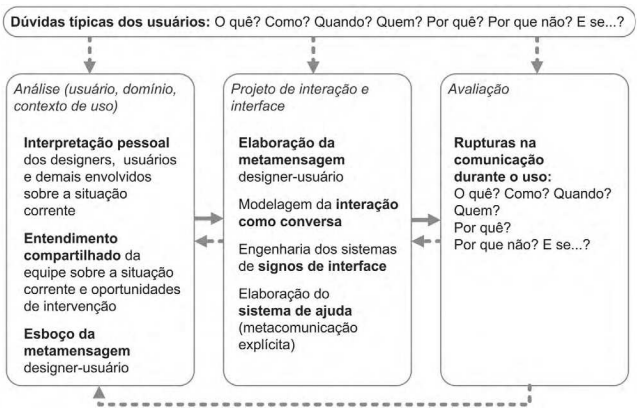 Dúvidas típicas dos usuários: O quê? Como? Quando? Quem? Por quê? Por que não? E se...?
Análise (usuário, domínio,
contexto de uso)
Interpretação pessoal
dos designers, usuários
e demais envolvidos
sobre a situação
corrente
Entendimento
compartilhado da
equipe sobre a situação
corrente e oportunidades
de intervenção
Esboço da
metamensagem
designer-usuário
Projeto de interação e
interface
Elaboração da
metamensagem
designer-usuário
Modelagem da interação
como conversa
Engenharia dos sistemas
de signos de interface
Elaboração do
sistema de ajuda
(metacomunicação
explícita)
Avaliação
Rupturas na
comunicação
durante o uso:
O quê? Como? Quando?
Quem?
Por quê?
Por que não? E se...?